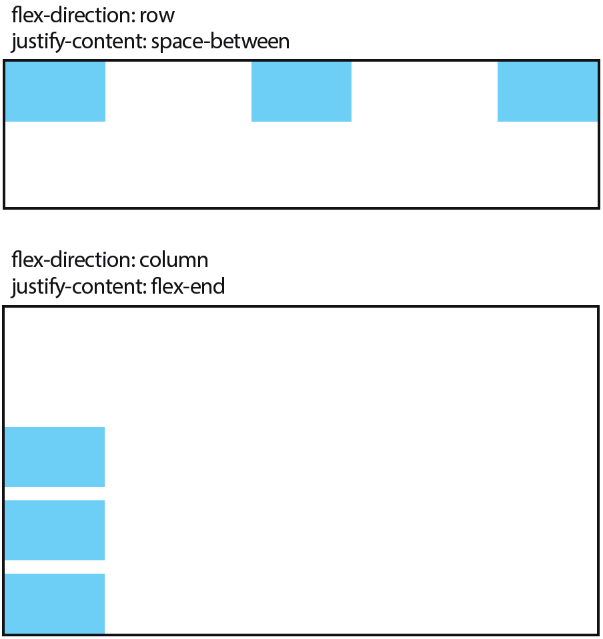 flex-direction: row
justify-content: space-between
flex-direction: column
justify-content: flex-end